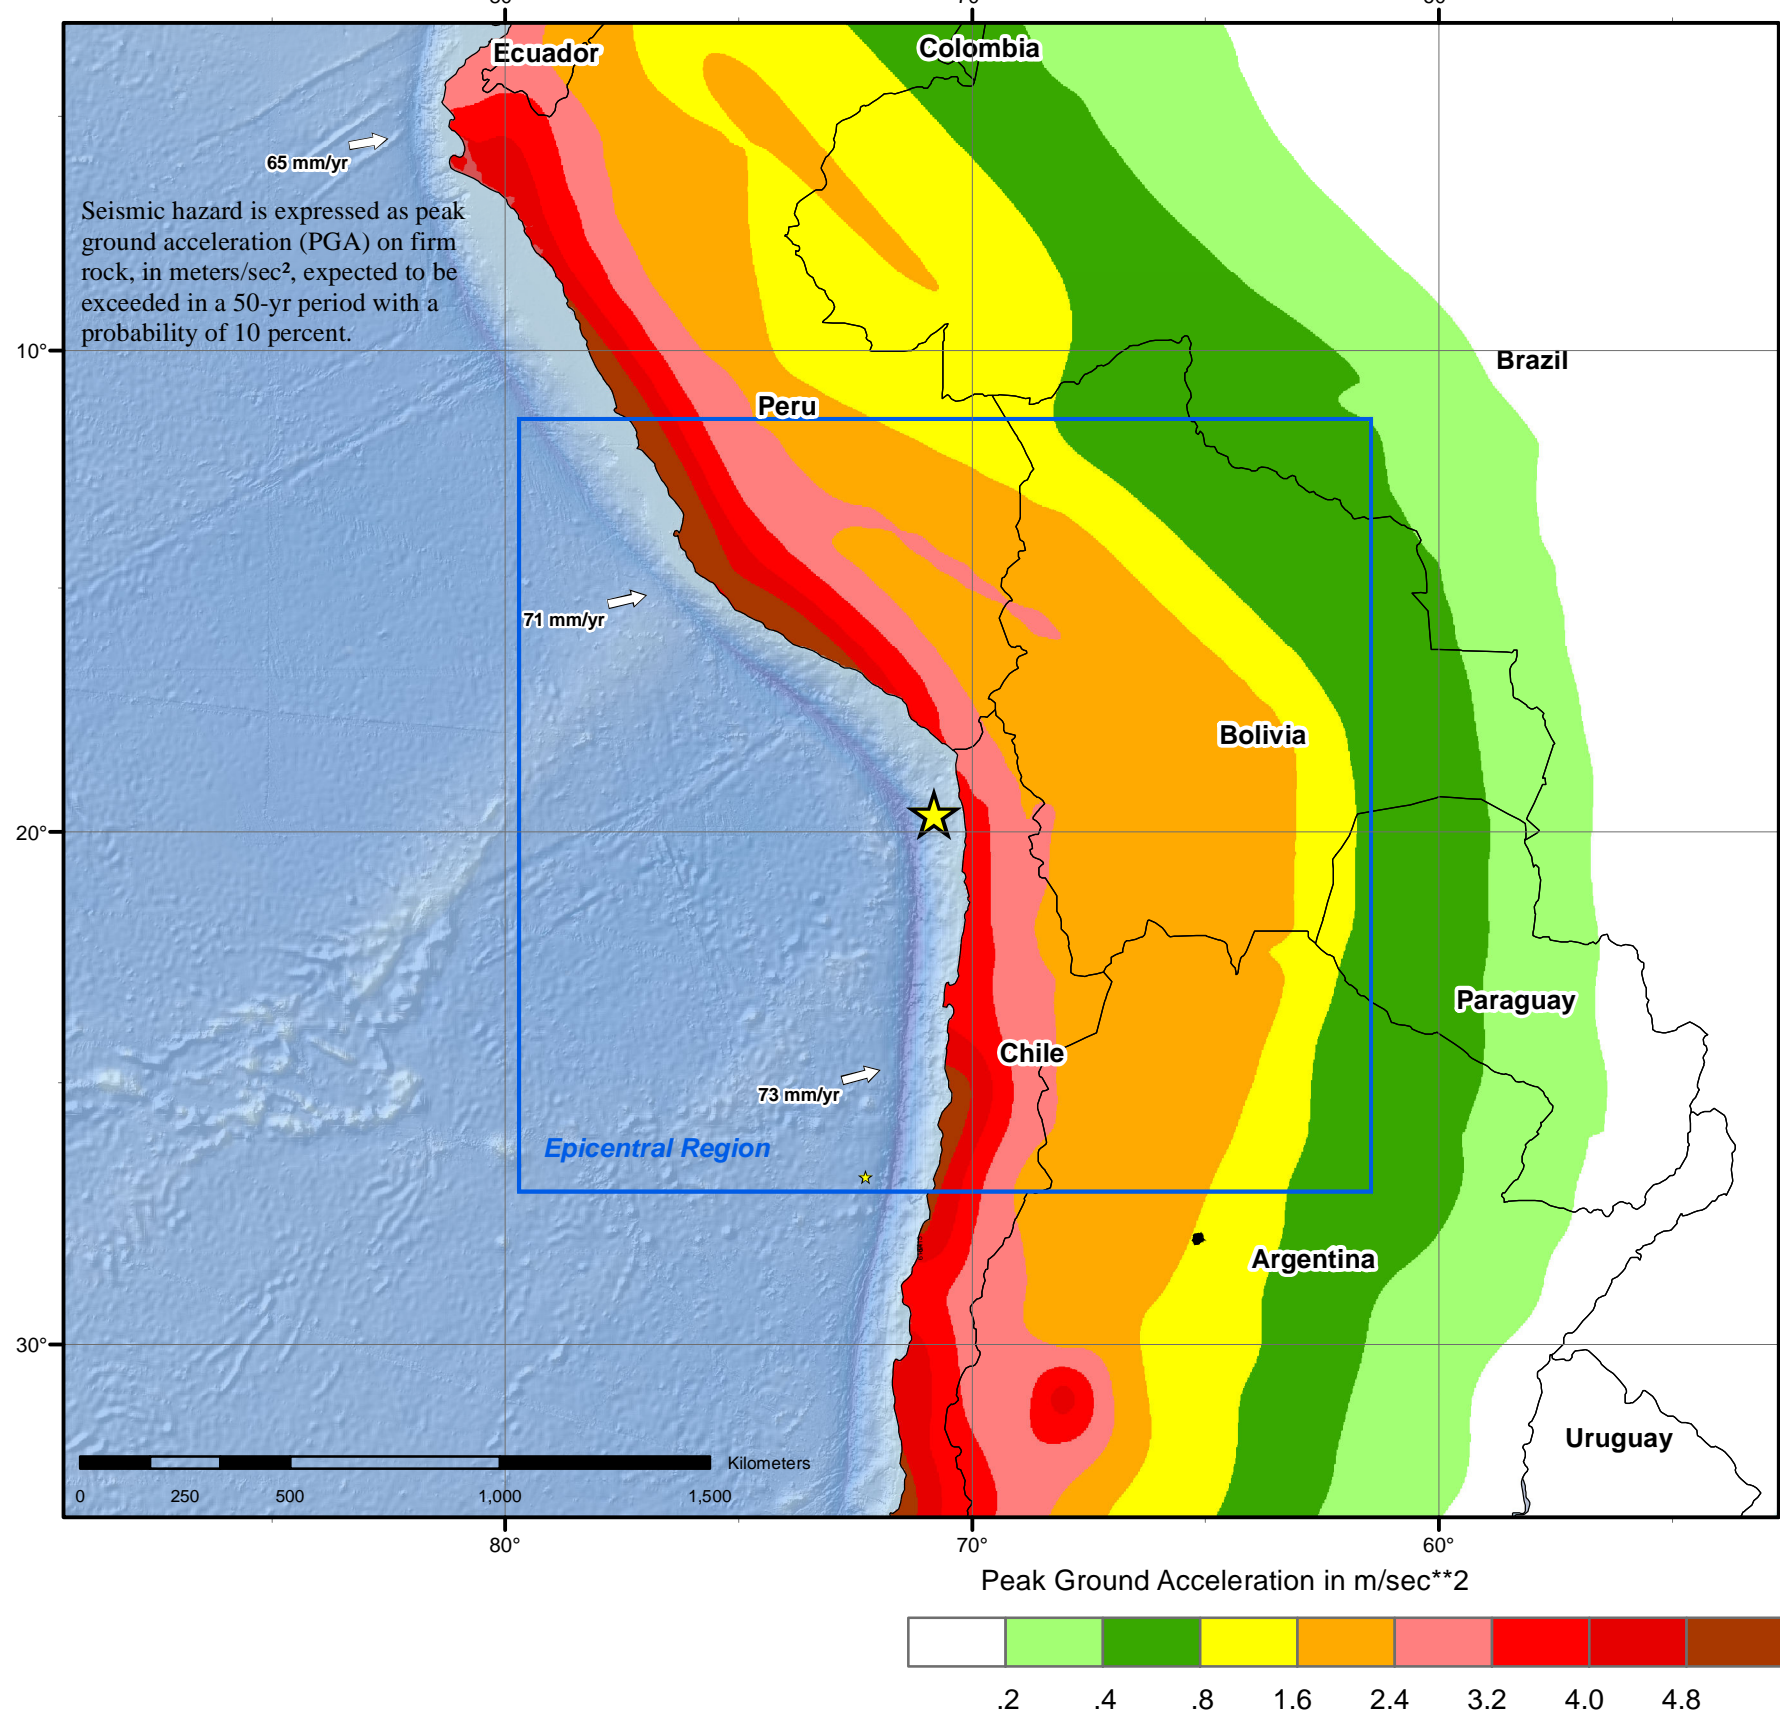 Ecuador
Colombia
65 mm/yr
Seismic hazard is expressed as peak
ground acceleration (PGA) on firm
rock, in meters/sec², expected to be
exceeded in a 50-yr period with a
probability of 10 percent.
10°
Brazil
Peru
71 mm/yr
Bolivia
20°
Paraguay
Chile
73 mm/yr
Epicentral Region
Argentina
30°
Uruguay
Kilometers
0 250 500 1,000 1,500
80° 70° 60°
Peak Ground Acceleration in m/sec**2
.2 .4 .8 1.6 2.4 3.2 4.0 4.8